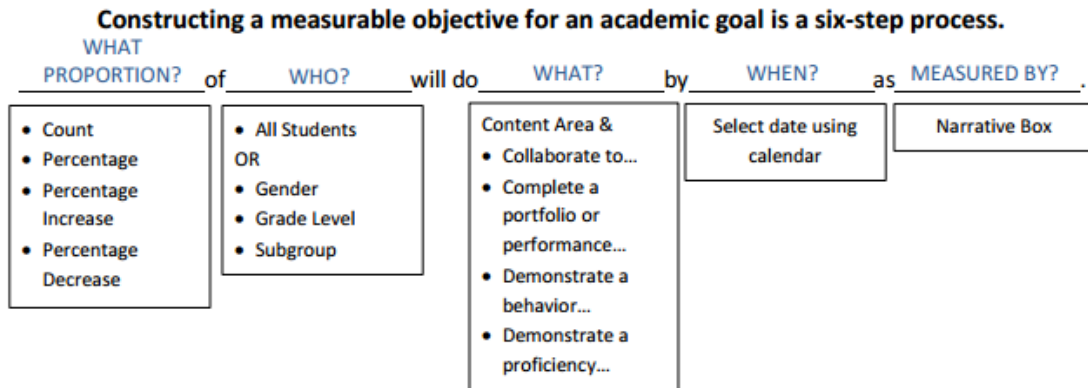 Constructing a measurable objective for an academic goal is a six-step process.
WHAT
PROPORTION? of WHO? will do WHAT? by WHEN? as MEASURED BY? .
• Count
• Percentage
• Percentage
Increase
• Percentage
Decrease
• All Students
OR
• Gender
• Grade Level
• Subgroup
Content Area &
• Collaborate to...
• Complete a
portfolio or
performance...
• Demonstrate a
behavior...
• Demonstrate a
proficiency...
Select date using
calendar
Narrative Box